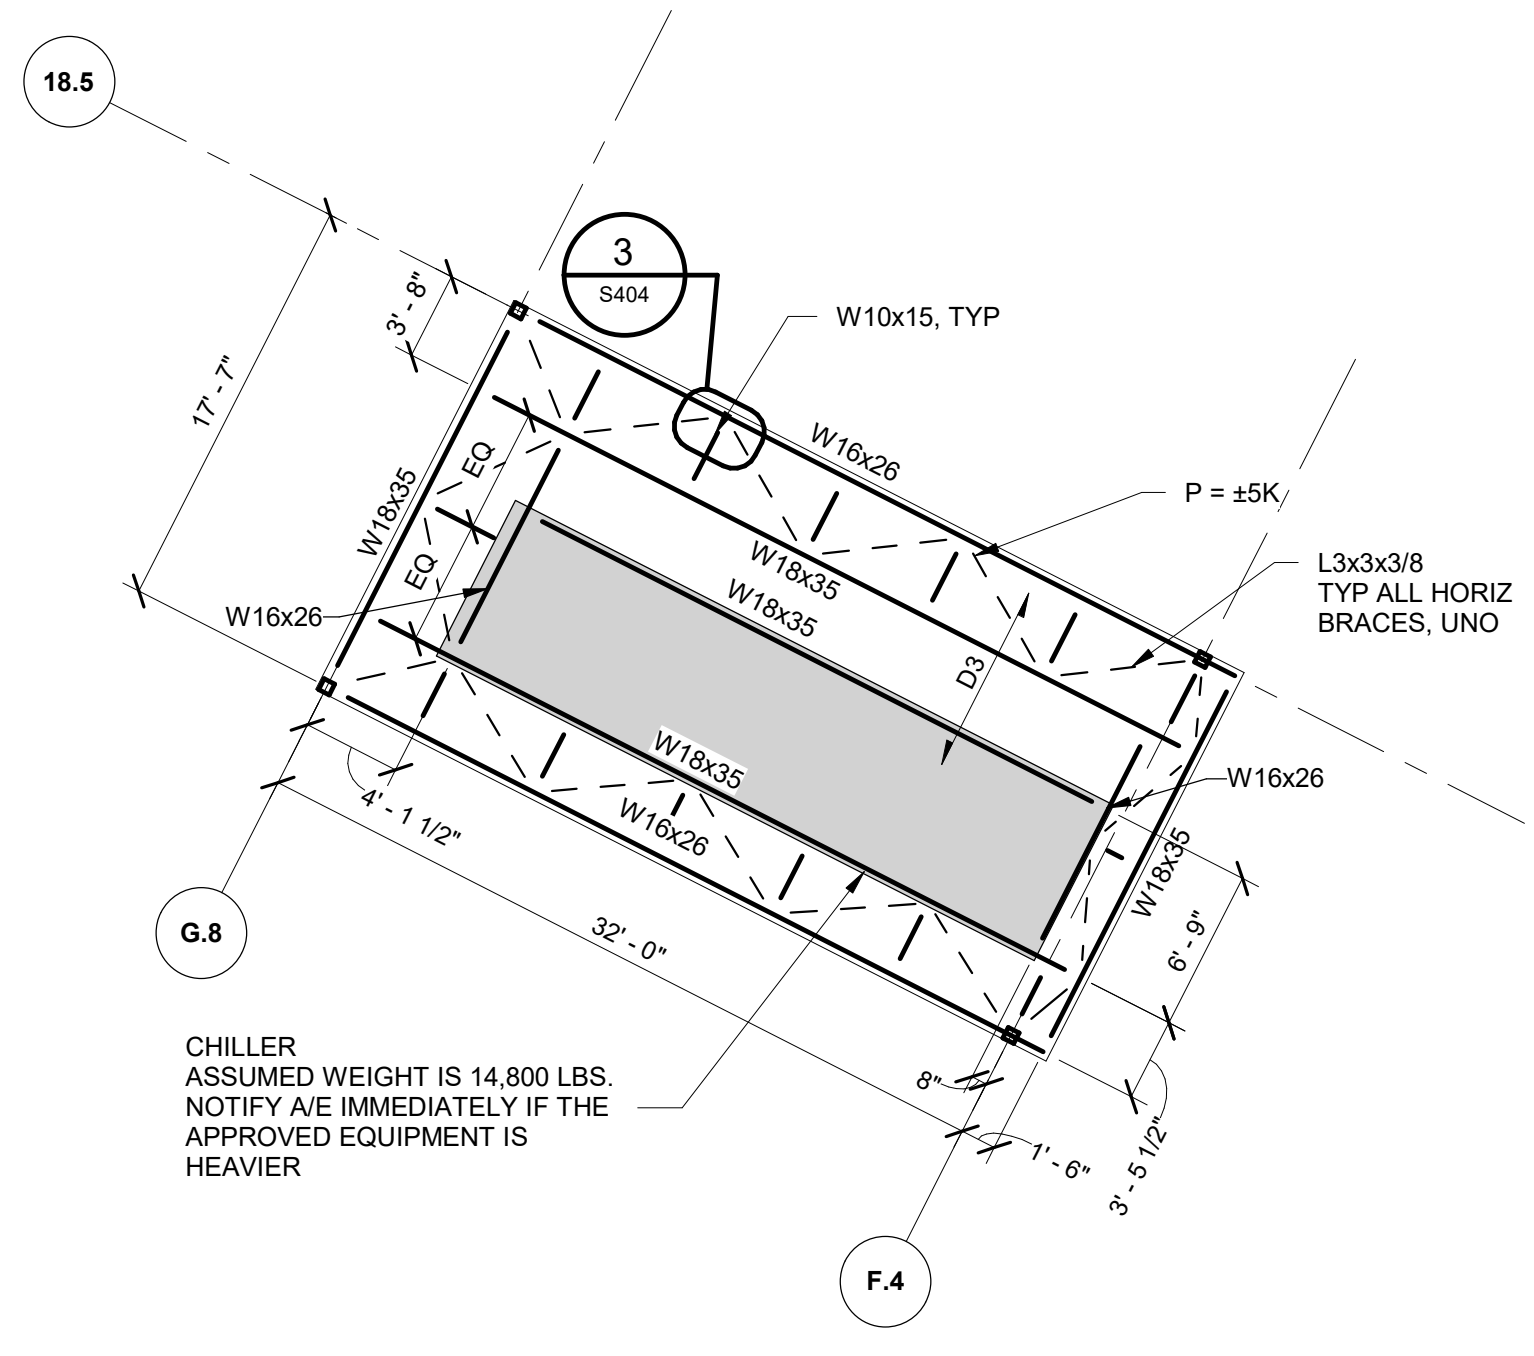 18.5
3
S404
3' - 8"
W10x15, TYP
17' - 7"
W16x26
EQ
P = ±5K
W18x35
W18x35
EQ
L3x3x3/8
TYP ALL HORIZ
BRACES, UNO
W18x35
W16x26
D3
W18x35
W16x26
4' - 1 1/2"
W16x26
W18x35
G.8
32' - 0"
6' - 9"
CHILLER
ASSUMED WEIGHT IS 14,800 LBS.
NOTIFY A/E IMMEDIATELY IF THE
APPROVED EQUIPMENT IS
HEAVIER
8"
1' - 6"
3' - 5 1/2"
F.4